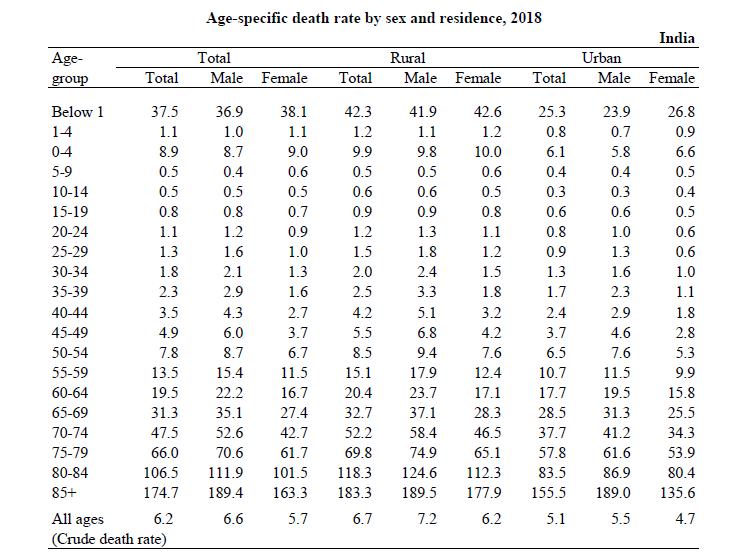 Age-specific death rate by sex and residence, 2018
India
Age- Total Rural Urban
group Total Male Female Total Male Female Total Male Female
Below 1 37.5 36.9 38.1 42.3 41.9 42.6 25.3 23.9 26.8
1-4 1.1 1.0 1.1 1.2 1.1 1.2 0.8 0.7 0.9
0-4 8.9 8.7 9.0 9.9 9.8 10.0 6.1 5.8 6.6
5-9 0.5 0.4 0.6 0.5 0.5 0.6 0.4 0.4 0.5
10-14 0.5 0.5 0.5 0.6 0.6 0.5 0.3 0.3 0.4
15-19 0.8 0.8 0.7 0.9 0.9 0.8 0.6 0.6 0.5
20-24 1.1 1.2 0.9 1.2 1.3 1.1 0.8 1.0 0.6
25-29 1.3 1.6 1.0 1.5 1.8 1.2 0.9 1.3 0.6
30-34 1.8 2.1 1.3 2.0 2.4 1.5 1.3 1.6 1.0
35-39 2.3 2.9 1.6 2.5 3.3 1.8 1.7 2.3 1.1
40-44 3.5 4.3 2.7 4.2 5.1 3.2 2.4 2.9 1.8
45-49 4.9 6.0 3.7 5.5 6.8 4.2 3.7 4.6 2.8
50-54 7.8 8.7 6.7 8.5 9.4 7.6 6.5 7.6 5.3
55-59 13.5 15.4 11.5 15.1 17.9 12.4 10.7 11.5 9.9
60-64 19.5 22.2 16.7 20.4 23.7 17.1 17.7 19.5 15.8
65-69 31.3 35.1 27.4 32.7 37.1 28.3 28.5 31.3 25.5
70-74 47.5 52.6 42.7 52.2 58.4 46.5 37.7 41.2 34.3
75-79 66.0 70.6 61.7 69.8 74.9 65.1 57.8 61.6 53.9
80-84 106.5 111.9 101.5 118.3 124.6 112.3 83.5 86.9 80.4
85+ 174.7 189.4 163.3 183.3 189.5 177.9 155.5 189.0 135.6
All ages 6.2 6.6 5.7 6.7 7.2 6.2 5.1 5.5 4.7
(Crude death rate)